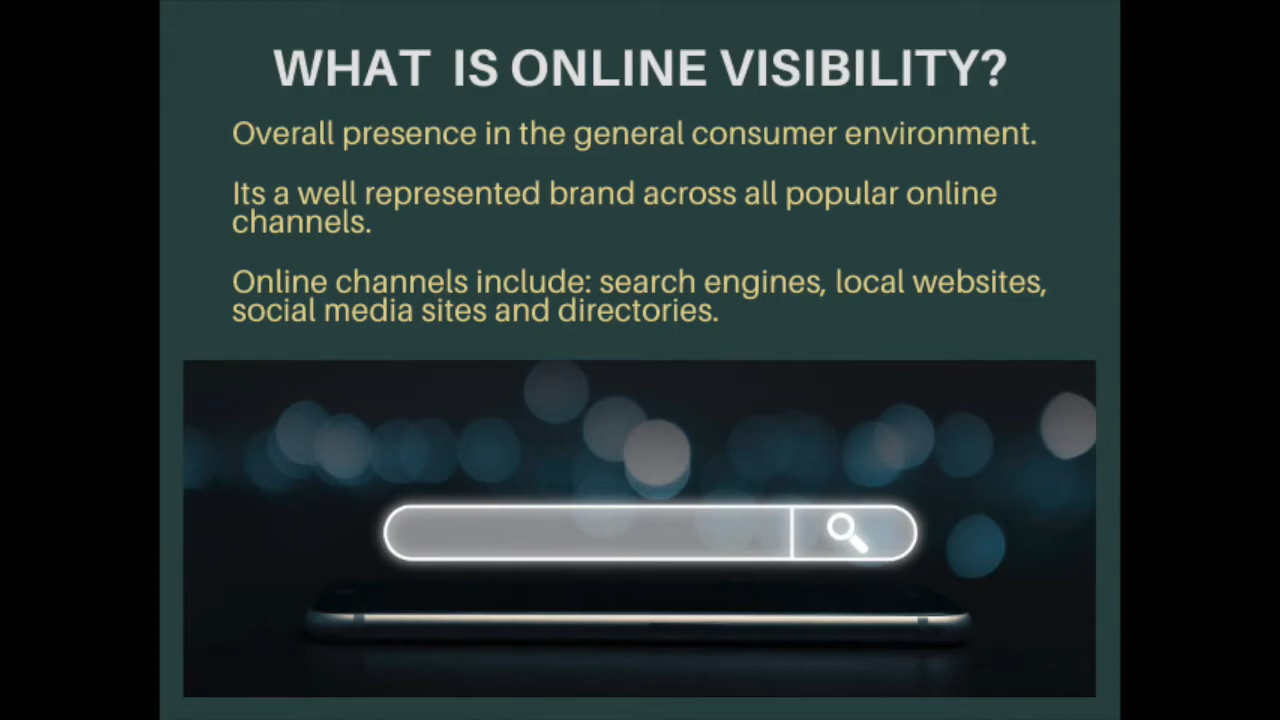 WHAT IS ONLINE VISIBILITY?
Overall presence in the general consumer environment.
Its a well represented brand across all popular online
channels.
Online channels include: search engines, local websites,
social media sites and directories.